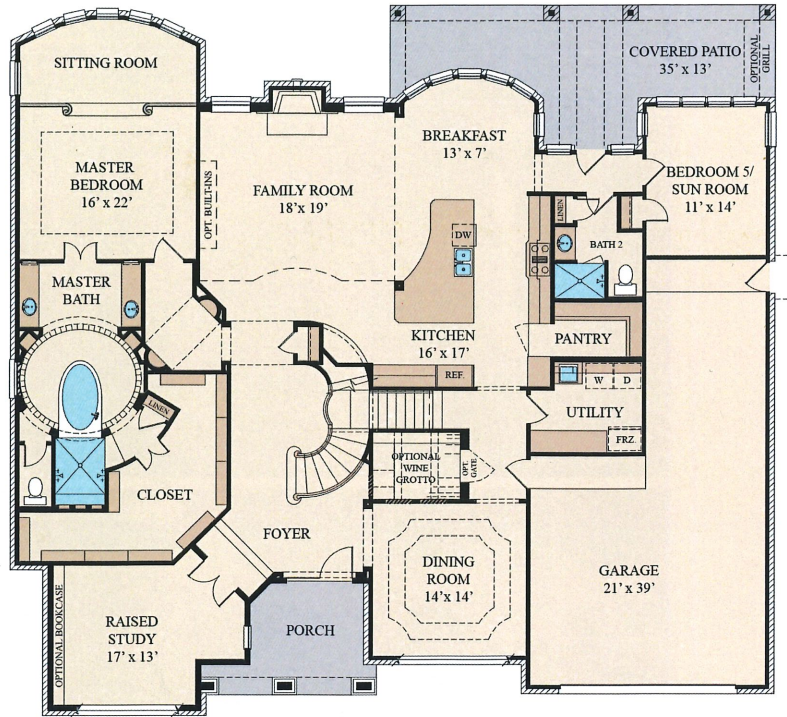 SITTING ROOM
COVERED PATIO
35' x 13'
OPTIONAL
GRILL
BREAKFAST
13' x 7'
MASTER
BEDROOM
16' x 22'
OPT. BUILT-INS
FAMILY ROOM
18'x 19'
BEDROOM 5/
SUN ROOM
11' x 14'
LINEN
DW
BATH 2
MASTER
BATH
KITCHEN
16' x 17'
PANTRY
REF.
W D
LINEN
UTILITY
FRZ.
OPTIONAL
WINE
GROTTO
OPT.
GATE
CLOSET
FOYER
DINING
ROOM
14'x 14'
GARAGE
21' x 39'
OPTIONAL BOOKCASE
RAISED
STUDY
17' x 13'
PORCH